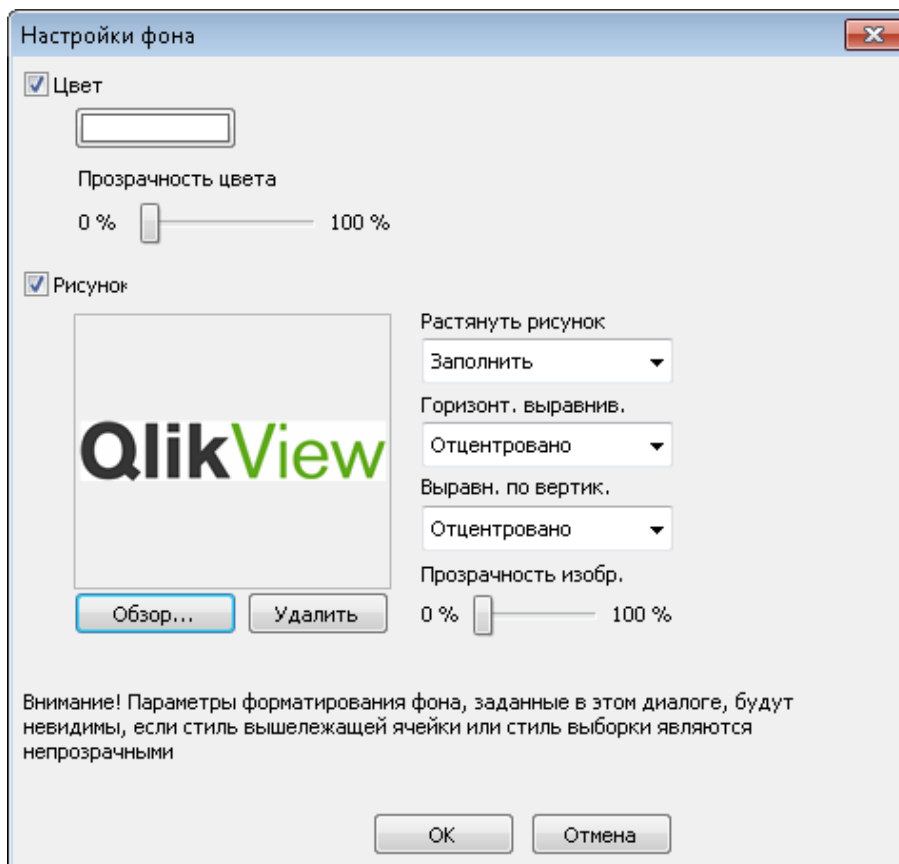 Настройки фона
Цвет
Прозрачность цвета
0 % 100 %
Рисунок
QlikView
Растянуть рисунок
Заполнить
Горизонт. выравнив.
Отцентровано
Выравн. по вертик.
Отцентровано
Прозрачность изобр.
0 % 100 %
Обзор... Удалить
Внимание! Параметры форматирования фона, заданные в этом диалоге, будут
невидимы, если стиль вышележащей ячейки или стиль выборки являются
непрозрачными
OK Отмена